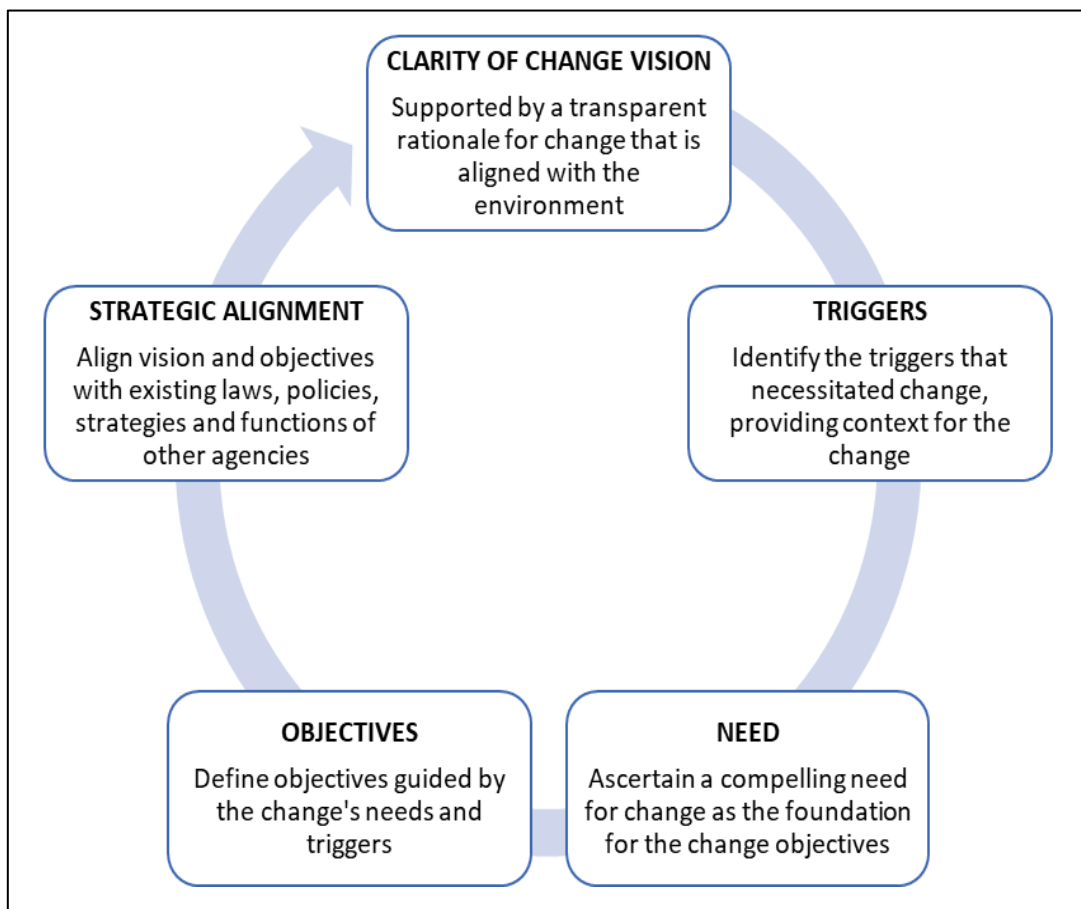 CLARITY OF CHANGE VISION
Supported by a transparent
rationale for change that is
aligned with the
environment
TRIGGERS
Identify the triggers that
necessitated change,
providing context for the
change
NEED
Ascertain a compelling need
for change as the foundation
for the change objectives
OBJECTIVES
Define objectives guided by
the change's needs and
triggers
STRATEGIC ALIGNMENT
Align vision and objectives
with existing laws, policies,
strategies and functions of
other agencies